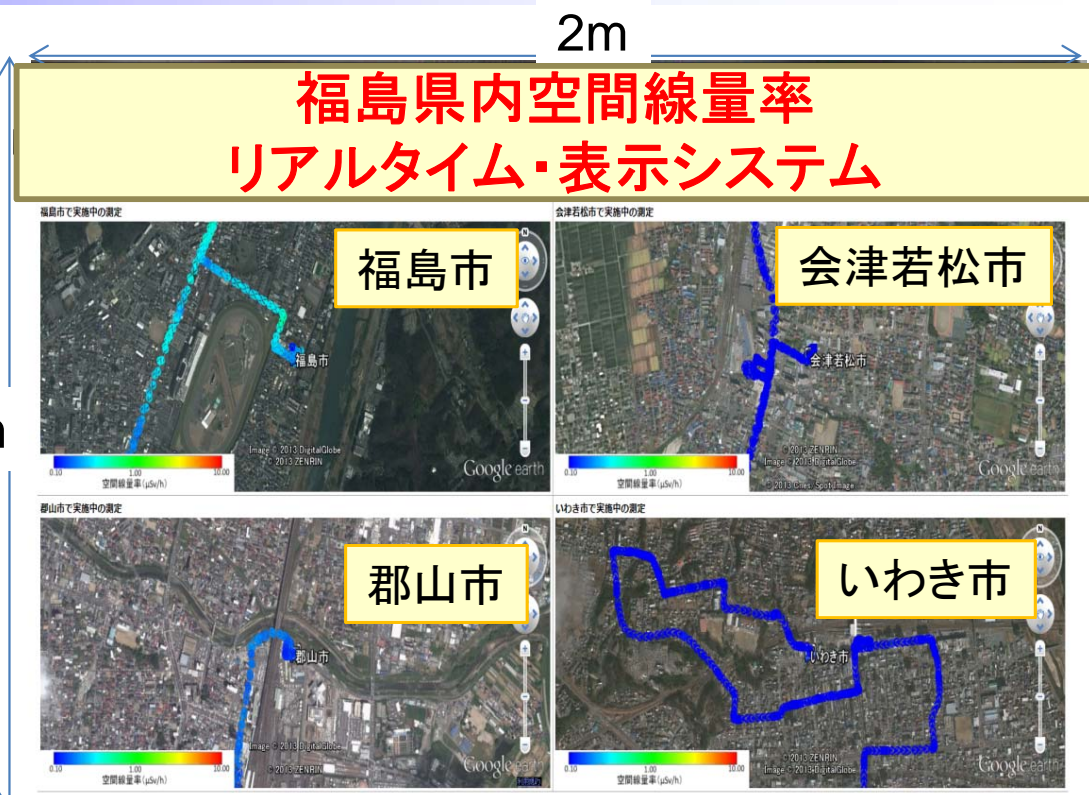 2m
福島県内空間線量率
リアルタイム・表示システム
福島市で実施中の測定
会津若松市で実施中の測定
福島市
会津若松市
N
N
福島市
会津若松市
Image © 2013 DigitalGlobe
© 2013 ZENRIN
Google earth
0.10 1.00 10.00
空間線量率(μSv/h)
© 2013 ZENRIN
Image © 2013 DigitalGlobe
© 2013 Cnes/Spot Image
Google earth
0.10 1.00 10.00
空間線量率(μSv/h)
郡山市で実施中の測定
いわき市で実施中の測定
郡山市
いわき市
N
N
郡山市
いわき市
Image © 2013 DigitalGlobe
© 2013 ZENRIN
Google earth
0.10 1.00 10.00
空間線量率(μSv/h)
© 2013 ZENRIN
Image © 2013 DigitalGlobe
Google earth
0.10 1.00 10.00
空間線量率(μSv/h)